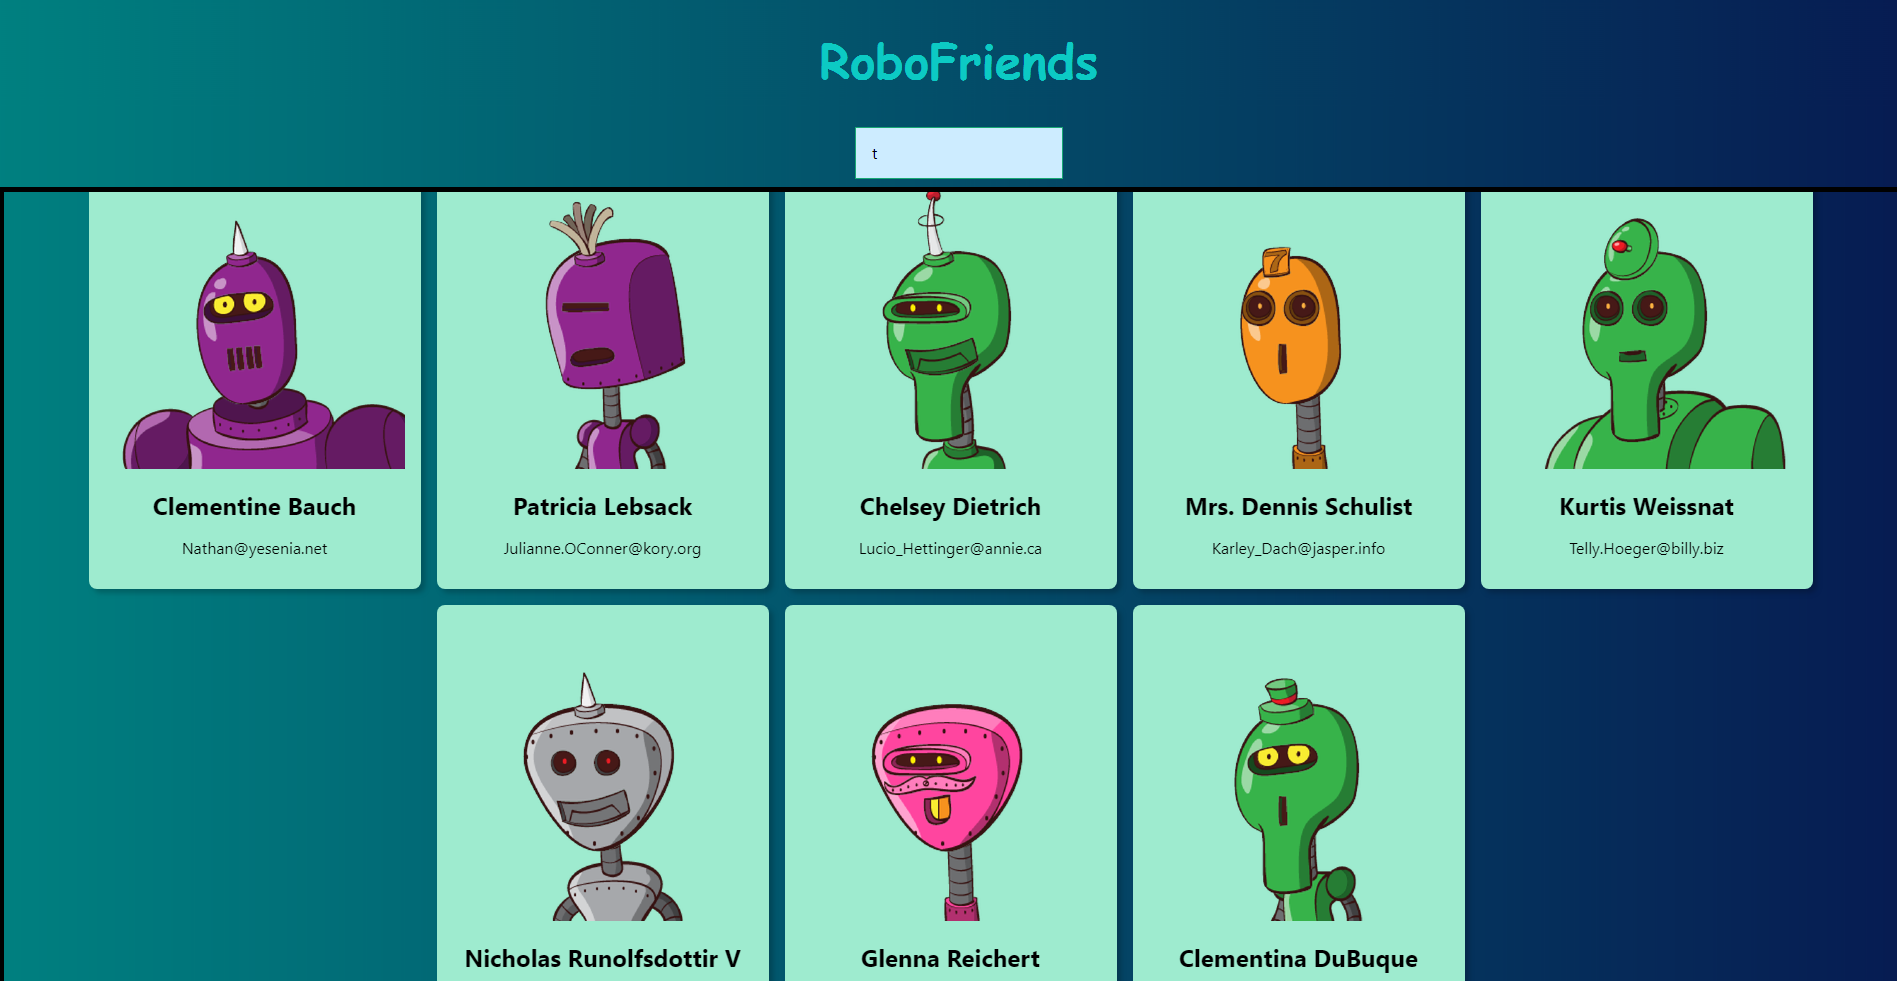 RoboFriends
t
7
Clementine Bauch
Nathan@yesenia.net
Patricia Lebsack
Julianne.OConner@kory.org
Chelsey Dietrich
Lucio_Hettinger@annie.ca
Mrs. Dennis Schulist
Karley_Dach@jasper.info
Kurtis Weissnat
Telly.Hoeger@billy.biz
Nicholas Runolfsdottir V
Glenna Reichert
Clementina DuBuque